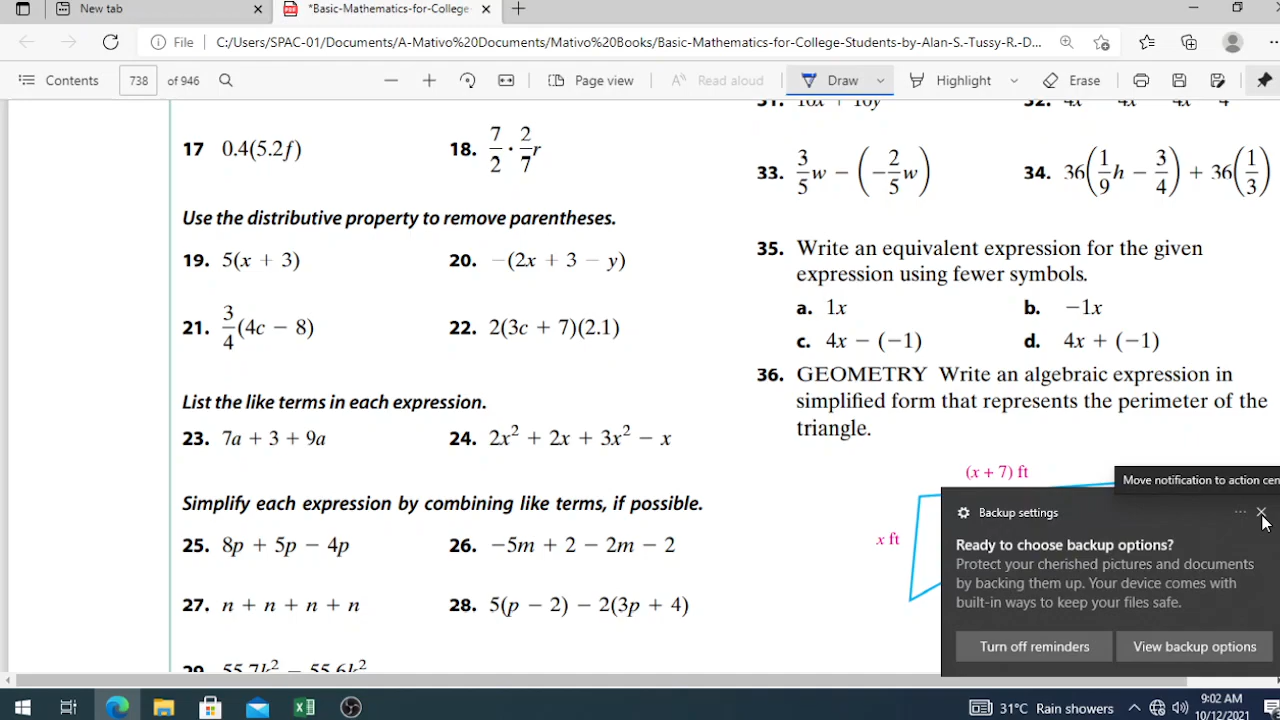 New tab
*Basic-Mathematics-for-College-
File
C:/Users/SPAC-01/Documents/A-Mativo%20Documents/Mativo%20Books/Basic-Mathematics-for-College-Students-by-Alan-S.-Tussy-R.-D...
Contents
738 of 946
Page view
Read aloud
Draw
Highlight
Erase
17 0.4(5.2f)
18. 7/2 · 2/7 r
Use the distributive property to remove parentheses.
19. 5(x + 3)
20. −(2x + 3 − y)
21. 3/4(4c − 8)
22. 2(3c + 7)(2.1)
List the like terms in each expression.
23. 7a + 3 + 9a
24. 2x² + 2x + 3x² − x
Simplify each expression by combining like terms, if possible.
25. 8p + 5p − 4p
26. −5m + 2 − 2m − 2
27. n + n + n + n
28. 5(p − 2) − 2(3p + 4)
29. 55.7k² − 55.6k²
33. 3/5 w − (−2/5 w)
34. 36(1/9 h − 3/4) + 36(1/3)
35. Write an equivalent expression for the given
expression using fewer symbols.
a. 1x
b. −1x
c. 4x − (−1)
d. 4x + (−1)
36. GEOMETRY Write an algebraic expression in
simplified form that represents the perimeter of the
triangle.
(x + 7) ft
x ft
Move notification to action cen
Backup settings
Ready to choose backup options?
Protect your cherished pictures and documents
by backing them up. Your device comes with
built-in ways to keep your files safe.
Turn off reminders
View backup options
31°C Rain showers
9:02 AM
10/12/2021